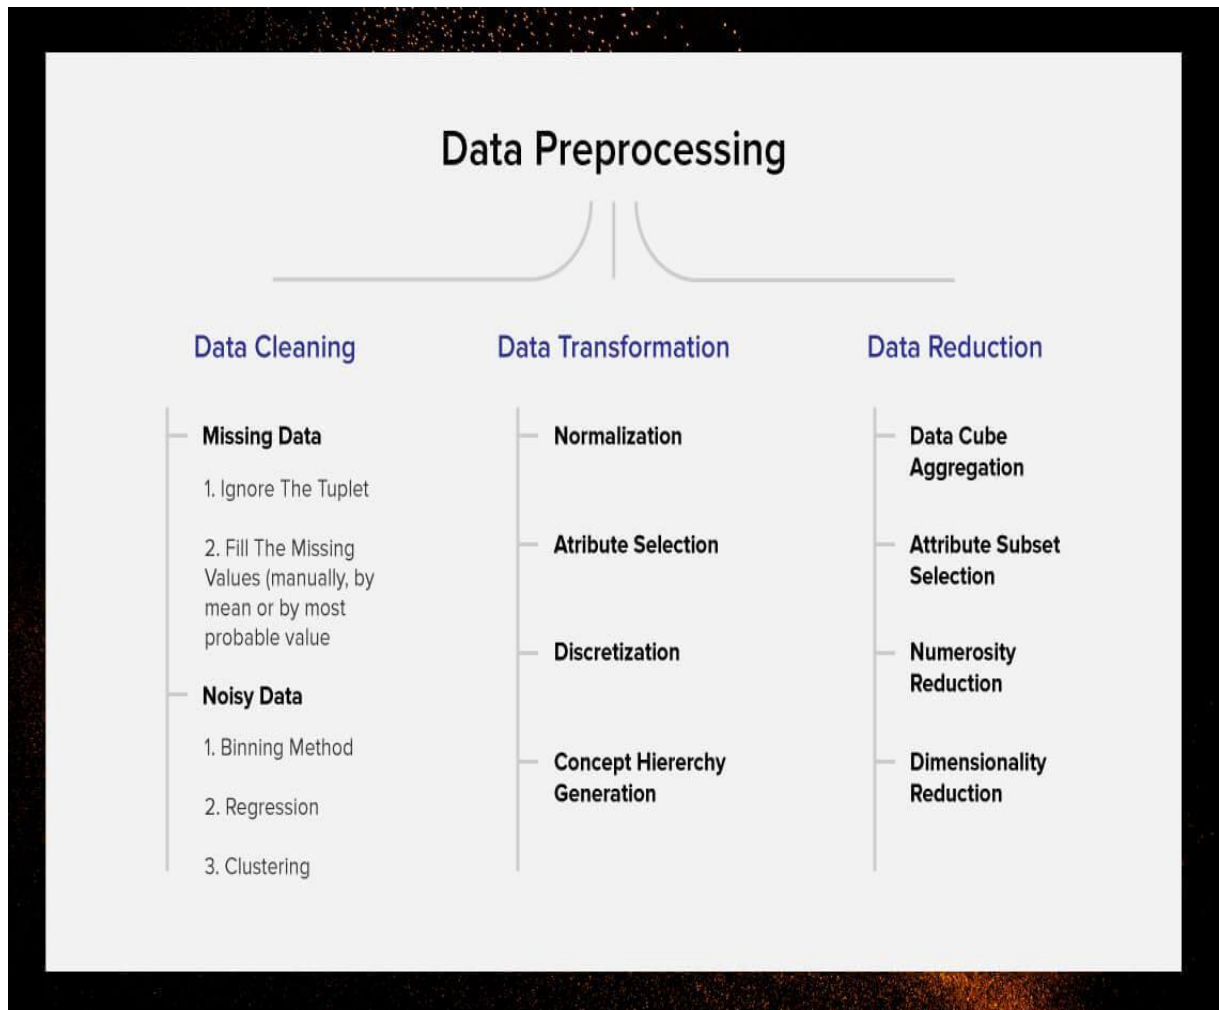 Data Preprocessing
Data Cleaning
Missing Data
1. Ignore The Tuplet
2. Fill The Missing
Values (manually, by
mean or by most
probable value
Noisy Data
1. Binning Method
2. Regression
3. Clustering
Data Transformation
Normalization
Atribute Selection
Discretization
Concept Hiererchy
Generation
Data Reduction
Data Cube
Aggregation
Attribute Subset
Selection
Numerosity
Reduction
Dimensionality
Reduction